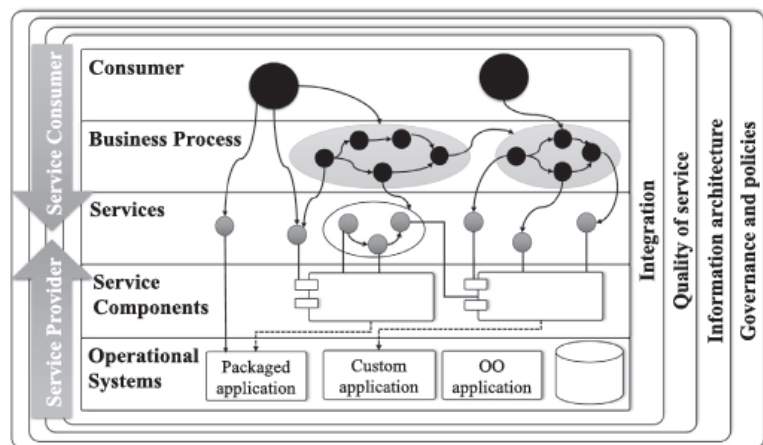 Service Consumer
Service Provider
Consumer
Business Process
Services
Service
Components
Operational
Systems
Packaged
application
Custom
application
OO
application
Integration
Quality of service
Information architecture
Governance and policies